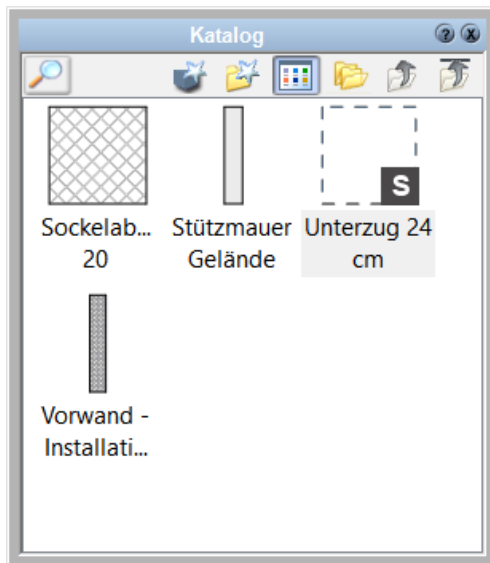 Katalog
Sockelab...
20
Stützmauer
Gelände
S
Unterzug 24
cm
Vorwand -
Installati...